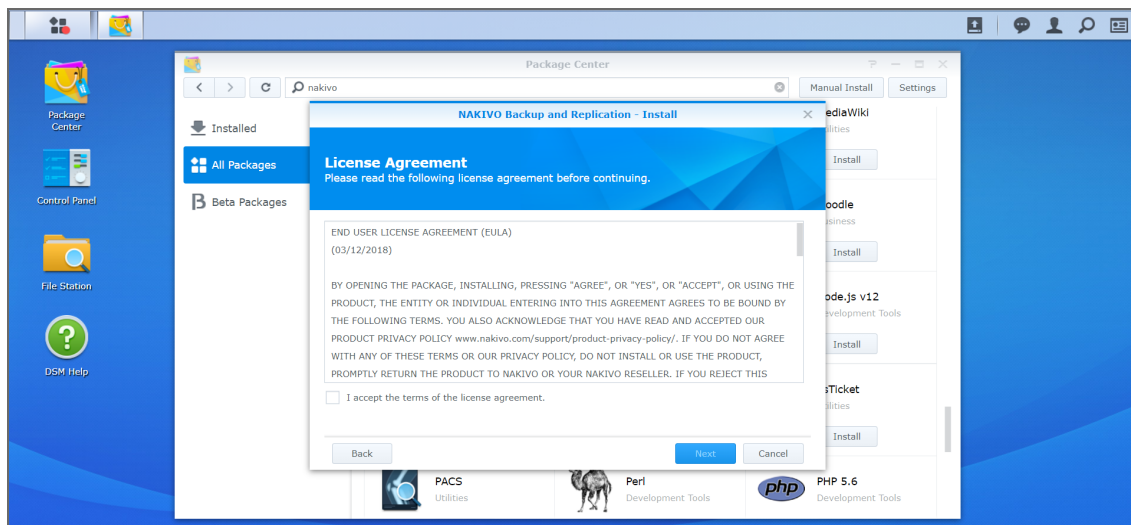 Package Center
nakivo
Manual Install
Settings
Package
Center
Control Panel
File Station
DSM Help
Installed
All Packages
Beta Packages
NAKIVO Backup and Replication - Install
License Agreement
Please read the following license agreement before continuing.
END USER LICENSE AGREEMENT (EULA)
(03/12/2018)
BY OPENING THE PACKAGE, INSTALLING, PRESSING "AGREE", OR "YES", OR "ACCEPT", OR USING THE
PRODUCT, THE ENTITY OR INDIVIDUAL ENTERING INTO THIS AGREEMENT AGREES TO BE BOUND BY
THE FOLLOWING TERMS. YOU ALSO ACKNOWLEDGE THAT YOU HAVE READ AND ACCEPTED OUR
PRODUCT PRIVACY POLICY www.nakivo.com/support/product-privacy-policy/. IF YOU DO NOT AGREE
WITH ANY OF THESE TERMS OR OUR PRIVACY POLICY, DO NOT INSTALL OR USE THE PRODUCT,
PROMPTLY RETURN THE PRODUCT TO NAKIVO OR YOUR NAKIVO RESELLER. IF YOU REJECT THIS
I accept the terms of the license agreement.
Back
Next
Cancel
ediaWiki
ilities
Install
oodle
usiness
Install
ode.js v12
evelopment Tools
Install
sTicket
ilities
Install
PACS
Utilities
Perl
Development Tools
php
PHP 5.6
Development Tools